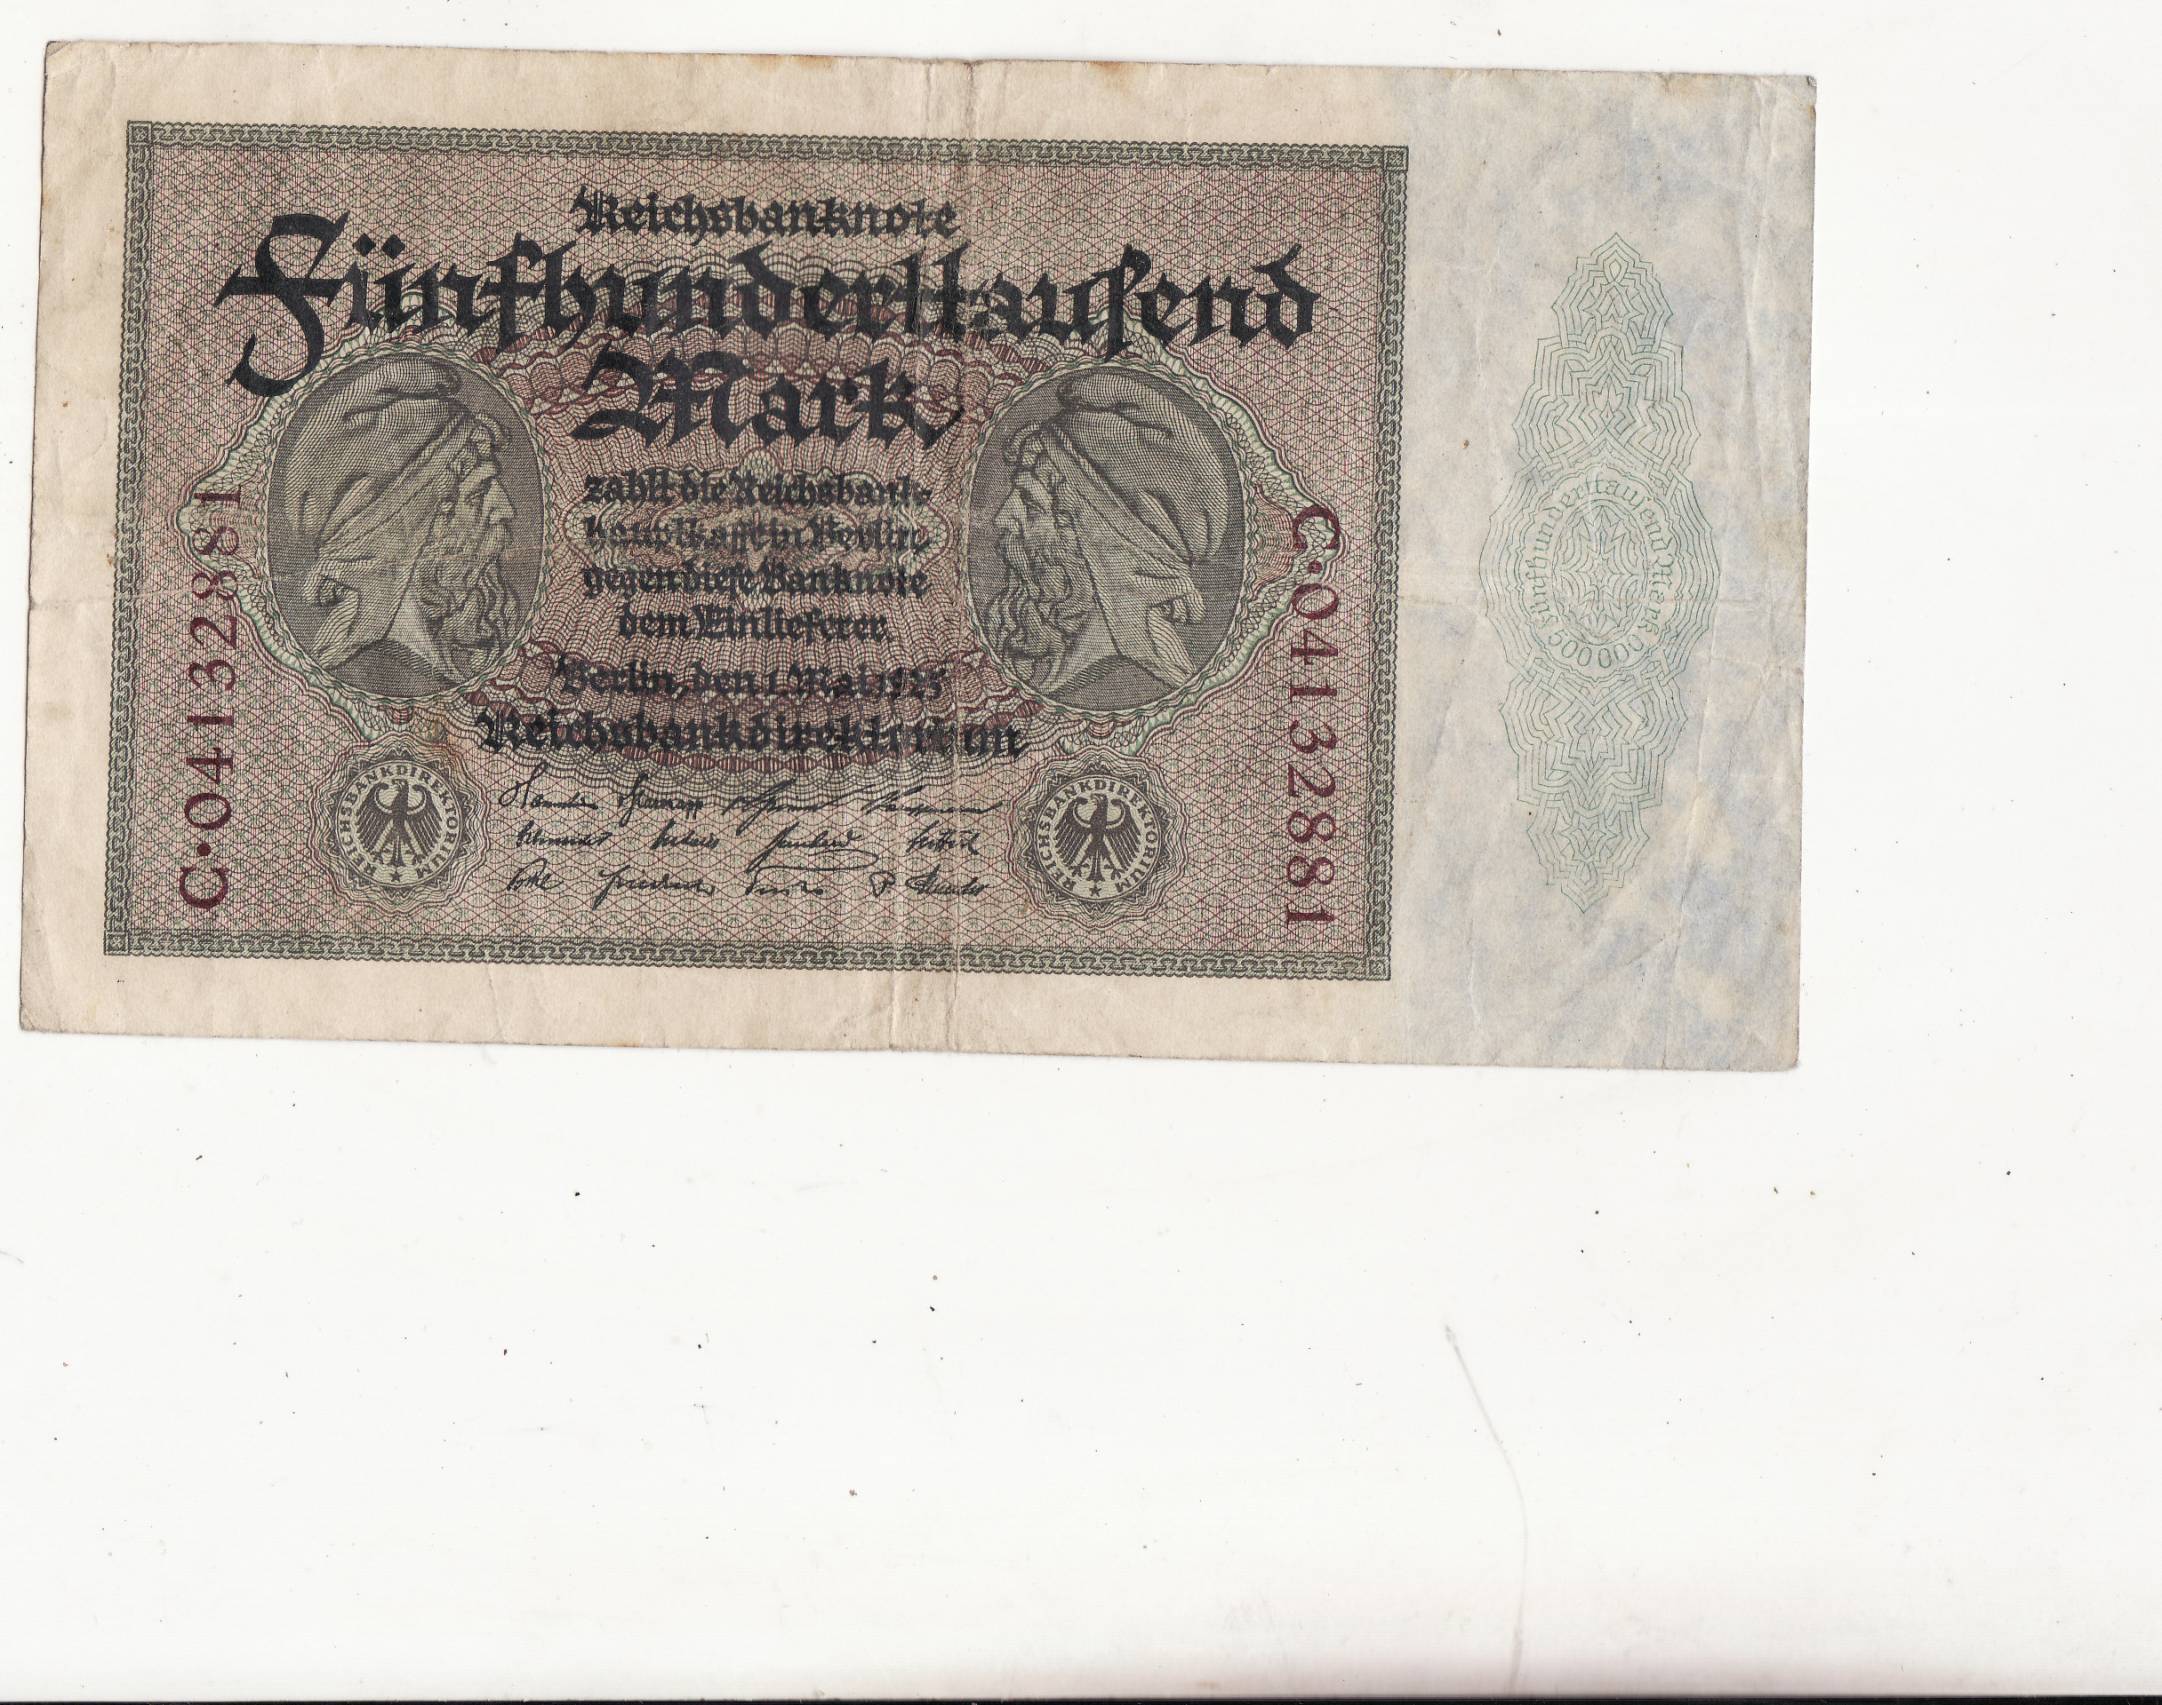 Reichsbanknote
Fünfhunderttausend
Mark
zahlt die Reichsbank-
hauptkasse in Berlin
gegen diese Banknote
dem Einlieferer
Berlin, den 1. Mai 1923
Reichsbankdirektorium
C·04132881
C·04132881
REICHSBANKDIREKTORIUM
REICHSBANKDIREKTORIUM
Fünfhunderttausend Mark
500000